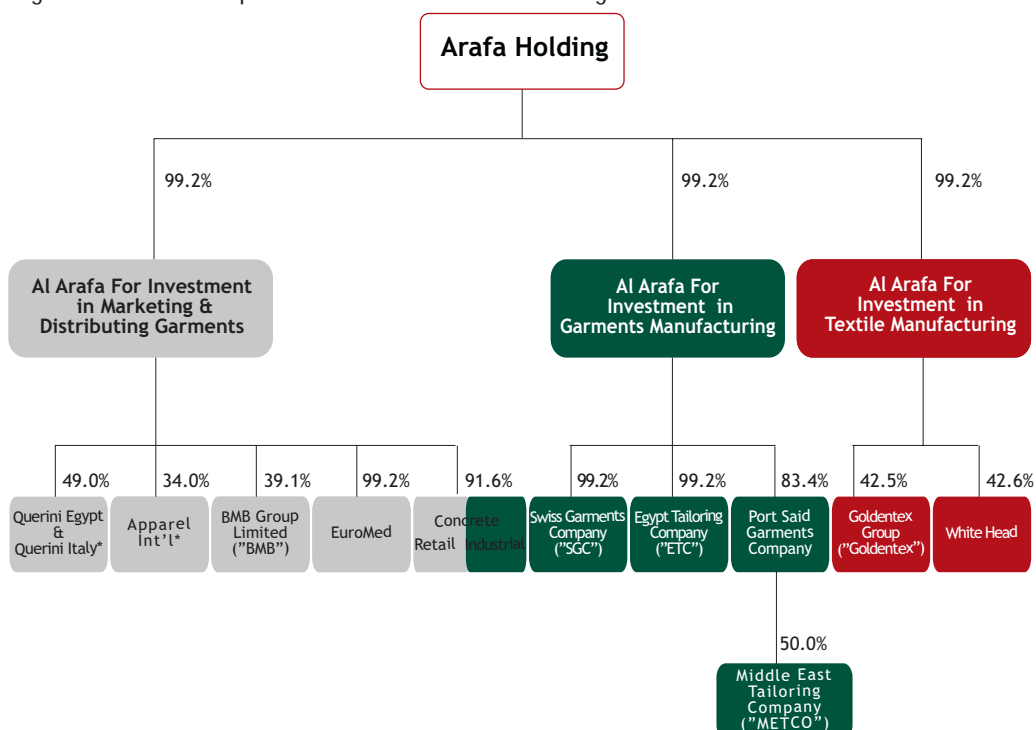 Arafa Holding
99.2%
99.2%
99.2%
Al Arafa For Investment
in Marketing &
Distributing Garments
Al Arafa For
Investment in
Garments Manufacturing
Al Arafa For
Investment in
Textile Manufacturing
49.0%
34.0%
39.1%
99.2%
91.6%
99.2%
99.2%
83.4%
42.5%
42.6%
Querini Egypt
&
Querini Italy*
Apparel
Int'l*
BMB Group
Limited
("BMB")
EuroMed
Concrete
Retail Industrial
Swiss Garments
Company
("SGC")
Egypt Tailoring
Company
("ETC")
Port Said
Garments
Company
Goldentex
Group
("Goldentex")
White Head
50.0%
Middle East
Tailoring
Company
("METCO")